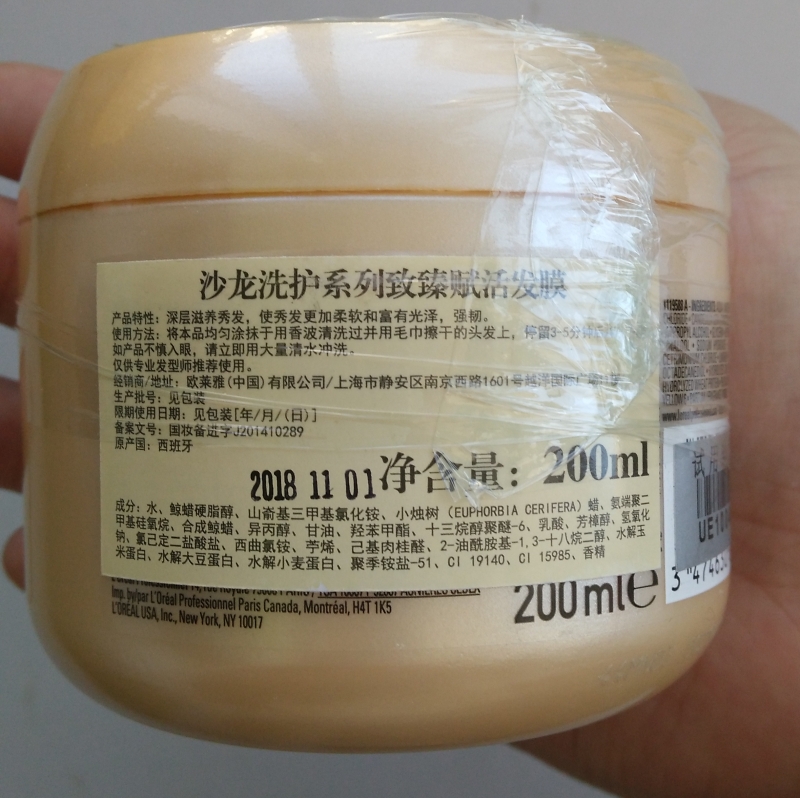 沙龙洗护系列致臻赋活发膜
产品特性：深层滋养秀发，使秀发更加柔软和富有光泽，强韧。
使用方法：将本品均匀涂抹于用香波清洗过并用毛巾擦干的头发上，停留3-5分钟
如产品不慎入眼，请立即用大量清水冲洗。
仅供专业发型师推荐使用。
经销商/地址：欧莱雅(中国)有限公司/上海市静安区南京西路1601号越洋国际广场
生产批号：见包装
限期使用日期：见包装[年/月/(日)]
备案文号：国妆备进字J201410289
原产国：西班牙
2018 11 01
净含量：200ml
成分：水、鲸蜡硬脂醇、山嵛基三甲基氯化铵、小烛树（EUPHORBIA CERIFERA）蜡、氨端聚二
甲基硅氧烷、合成鲸蜡、异丙醇、甘油、羟苯甲酯、十三烷醇聚醚-6、乳酸、芳樟醇、氢氧化
钠、氯己定二盐酸盐、西曲氯铵、苧烯、己基肉桂醛、2-油酰胺基-1,3-十八烷二醇、水解玉
米蛋白、水解大豆蛋白、水解小麦蛋白、聚季铵盐-51、CI 19140、CI 15985、香精
Imp. by/par L'Oréal Professionnel Paris Canada, Montréal, H4T 1K5
L'ORÉAL USA, Inc., New York, NY 10017
200 ml e
INGREDIENTS
试用